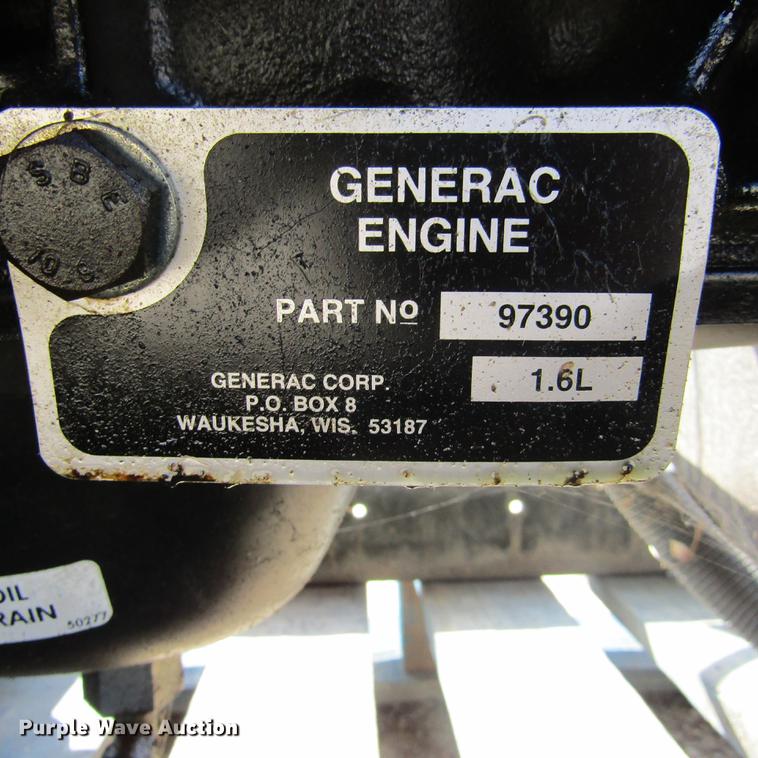 SBE
10.9
GENERAC
ENGINE
PART Nº 97390
1.6L
GENERAC CORP.
P.O. BOX 8
WAUKESHA, WIS. 53187
OIL
RAIN
50277
Purple Wave Auction